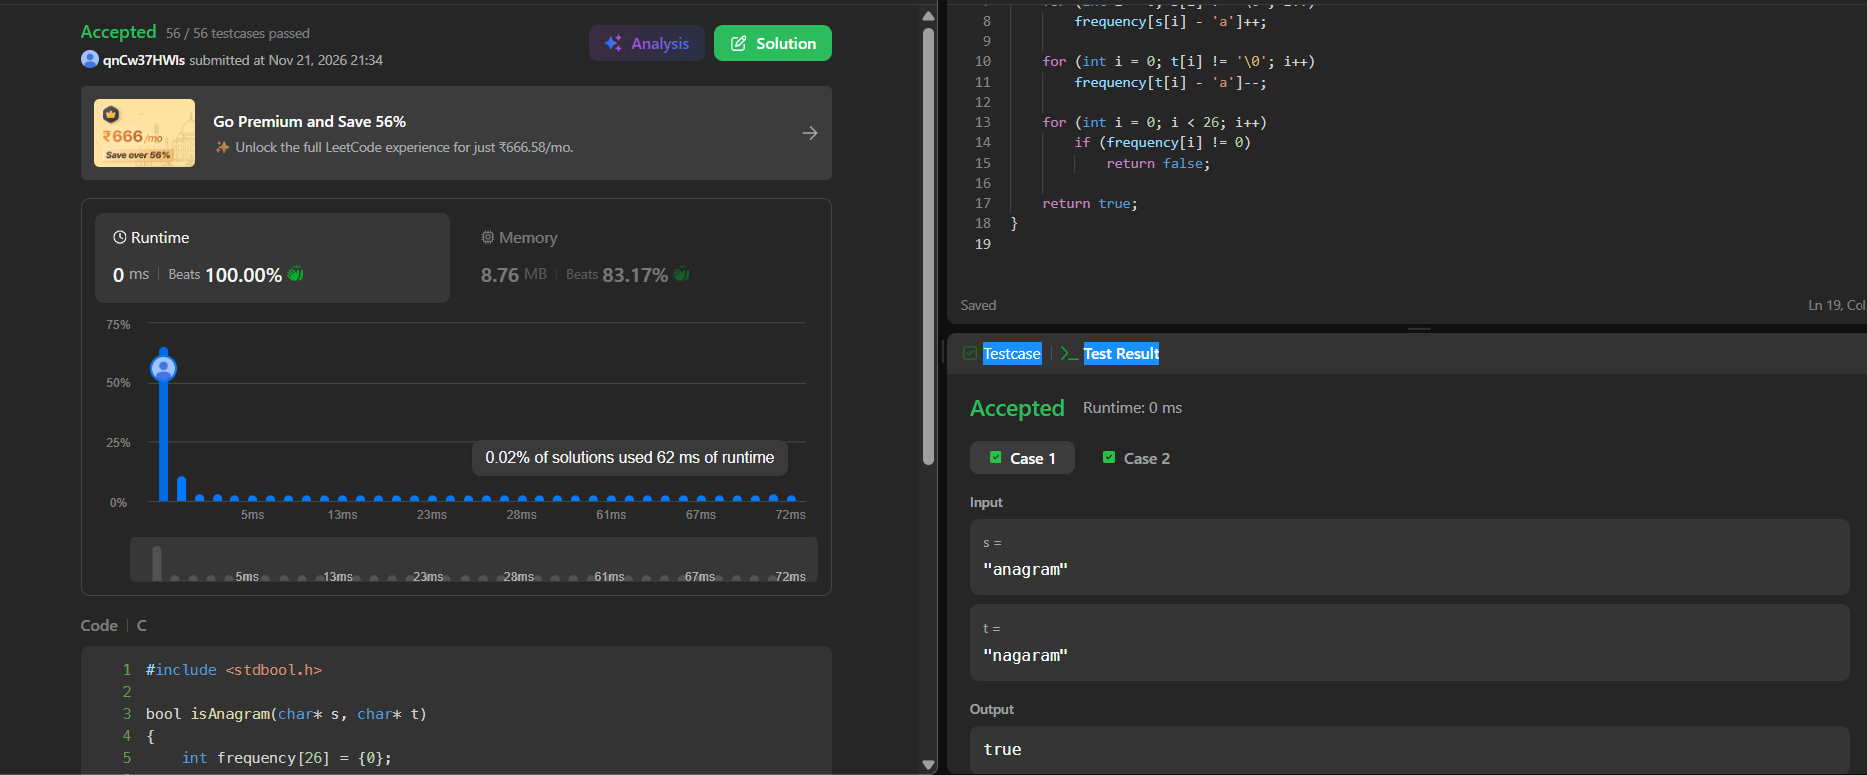 Accepted 56 / 56 testcases passed
qnCw37HWls submitted at Nov 21, 2026 21:34
Analysis
Solution
₹666/mo
Save over 56%
Go Premium and Save 56%
✨ Unlock the full LeetCode experience for just ₹666.58/mo.
Runtime
0 ms | Beats 100.00%
Memory
8.76 MB | Beats 83.17%
75%
50%
25%
0%
0.02% of solutions used 62 ms of runtime
5ms 13ms 23ms 28ms 61ms 67ms 72ms
5ms 13ms 23ms 28ms 61ms 67ms 72ms
Code | C
1 #include <stdbool.h>
2
3 bool isAnagram(char* s, char* t)
4 {
5     int frequency[26] = {0};
8         frequency[s[i] - 'a']++;
9
10     for (int i = 0; t[i] != '\0'; i++)
11         frequency[t[i] - 'a']--;
12
13     for (int i = 0; i < 26; i++)
14         if (frequency[i] != 0)
15             return false;
16
17     return true;
18 }
19
Saved
Ln 19, Col
Testcase | Test Result
Accepted Runtime: 0 ms
Case 1 Case 2
Input
s =
"anagram"
t =
"nagaram"
Output
true